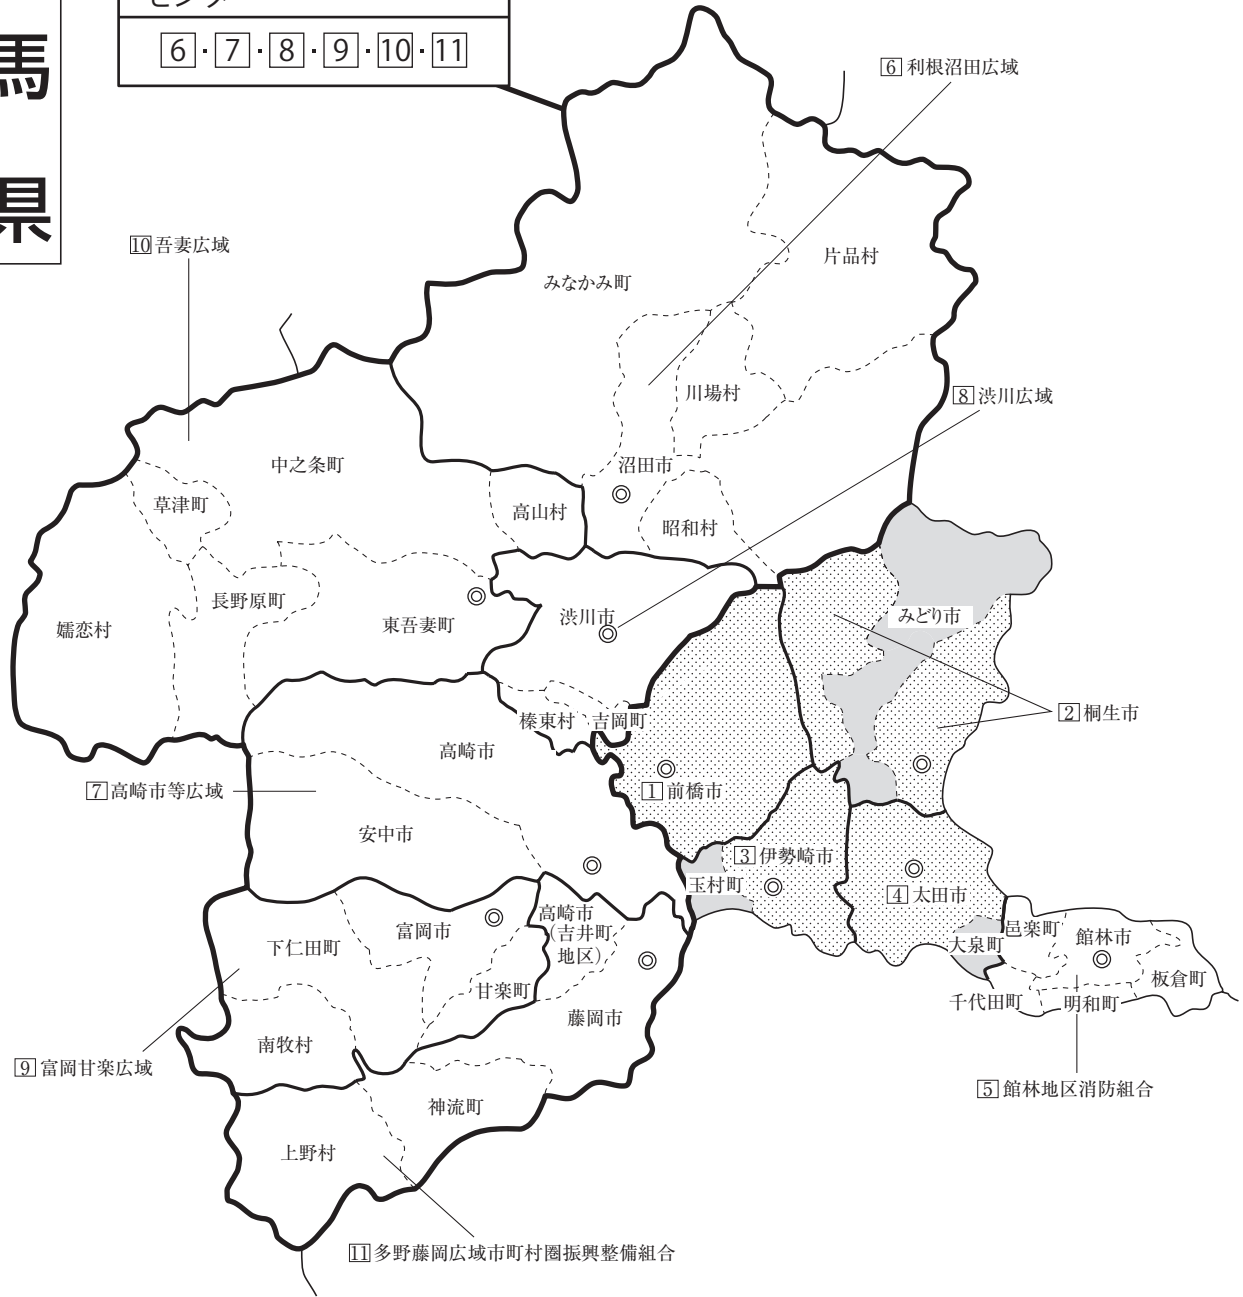 馬
県
センター
6・7・8・9・10・11
6 利根沼田広域
10 吾妻広域
片品村
みなかみ町
川場村
8 渋川広域
中之条町
沼田市
草津町
高山村
昭和村
長野原町
渋川市
みどり市
嬬恋村
東吾妻町
榛東村
吉岡町
2 桐生市
高崎市
7 高崎市等広域
1 前橋市
安中市
3 伊勢崎市
玉村町
4 太田市
高崎市
(吉井町
地区)
富岡市
下仁田町
邑楽町
館林市
大泉町
板倉町
甘楽町
千代田町
明和町
藤岡市
南牧村
9 富岡甘楽広域
5 館林地区消防組合
神流町
上野村
11 多野藤岡広域市町村圏振興整備組合